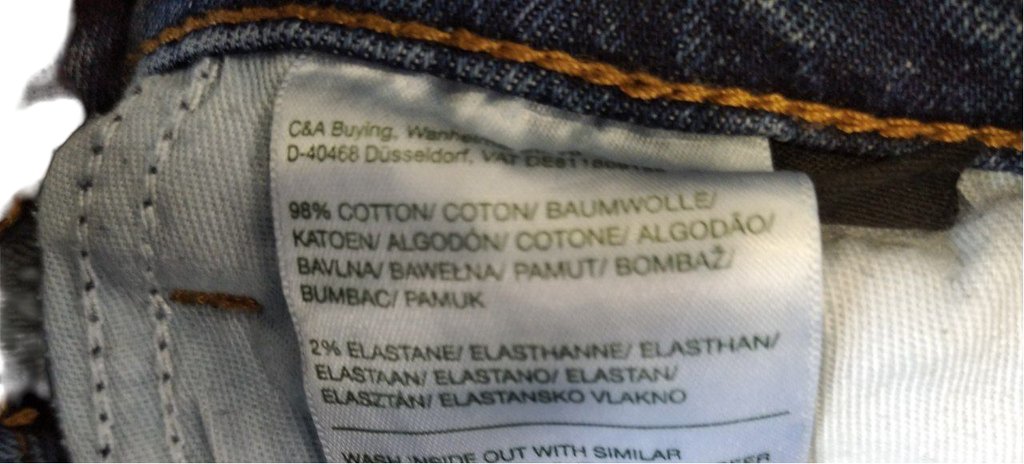 C&A Buying,
D-40468 Düsseldorf, VAT
98% COTTON/ COTON/ BAUMWOLLE/
KATOEN/ ALGODÓN/ COTONE/ ALGODÃO/
BAVLNA/ BAWEŁNA/ PAMUT/ BOMBAŽ/
BUMBAC/ PAMUK
2% ELASTANE/ ELASTHANNE/ ELASTHAN/
ELASTAAN/ ELASTANO/ ELASTAN/
ELASZTÁN/ ELASTANSKO VLAKNO
WASH INSIDE OUT WITH SIMILAR